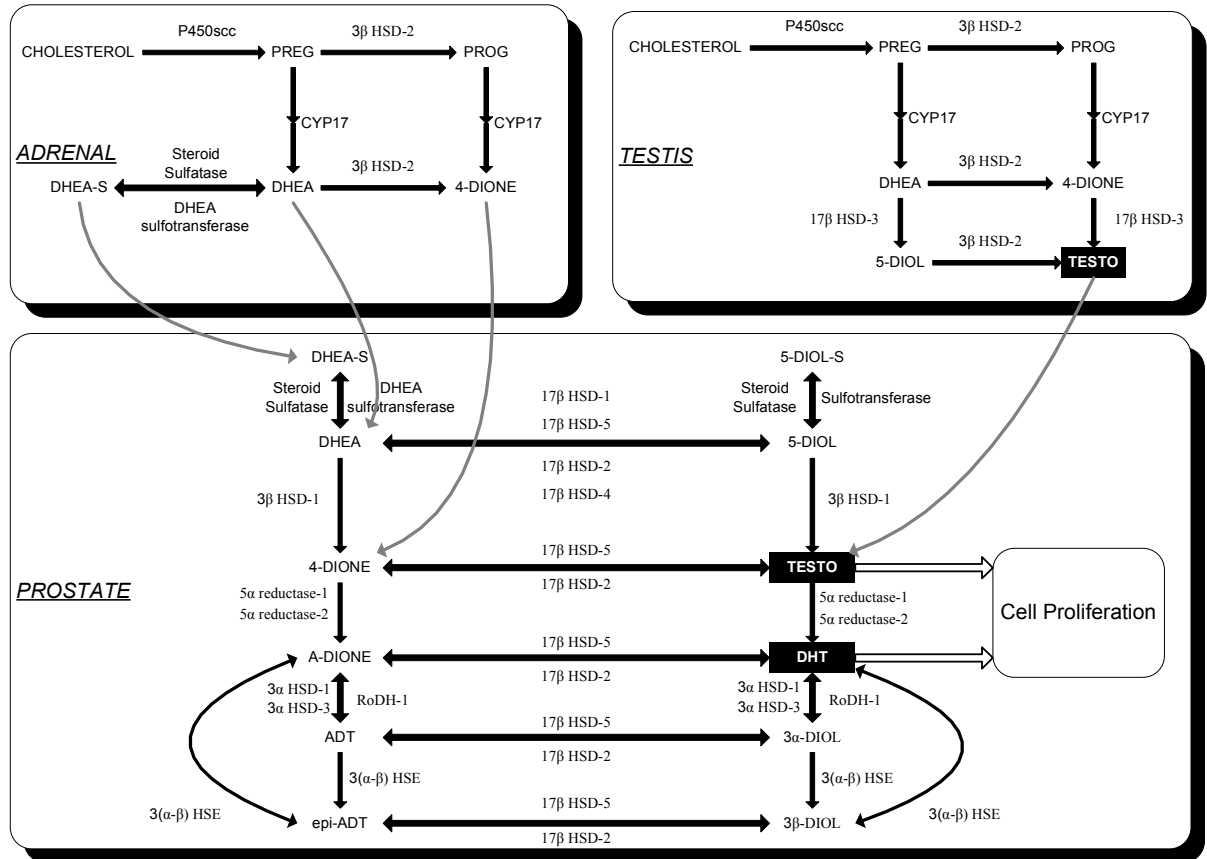 P450scc
3β HSD-2
CHOLESTEROL
PREG
PROG
CYP17
CYP17
ADRENAL
Steroid
Sulfatase
3β HSD-2
DHEA-S
DHEA
4-DIONE
DHEA
sulfotransferase
P450scc
3β HSD-2
CHOLESTEROL
PREG
PROG
CYP17
CYP17
TESTIS
3β HSD-2
DHEA
4-DIONE
17β HSD-3
17β HSD-3
3β HSD-2
5-DIOL
TESTO
DHEA-S
5-DIOL-S
Steroid
Sulfatase
DHEA
sulfotransferase
17β HSD-1
17β HSD-5
Steroid
Sulfatase
Sulfotransferase
DHEA
5-DIOL
17β HSD-2
17β HSD-4
3β HSD-1
3β HSD-1
17β HSD-5
4-DIONE
TESTO
17β HSD-2
PROSTATE
5α reductase-1
5α reductase-2
5α reductase-1
5α reductase-2
Cell Proliferation
17β HSD-5
A-DIONE
DHT
17β HSD-2
3α HSD-1
3α HSD-3
RoDH-1
3α HSD-1
3α HSD-3
RoDH-1
17β HSD-5
ADT
3α-DIOL
17β HSD-2
3(α-β) HSE
3(α-β) HSE
17β HSD-5
3(α-β) HSE
epi-ADT
3β-DIOL
3(α-β) HSE
17β HSD-2